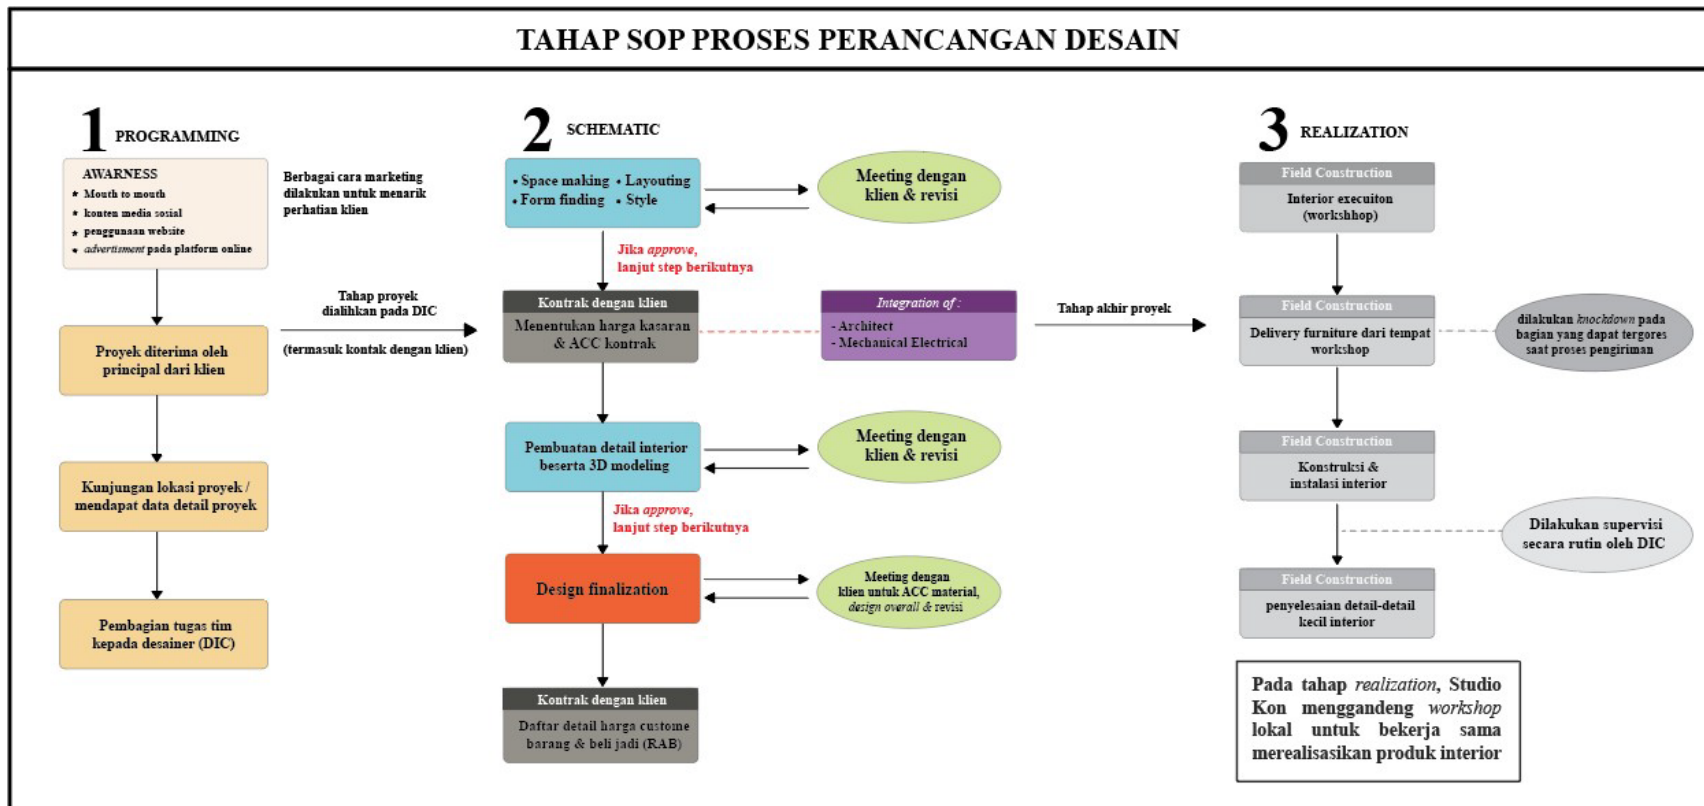 TAHAP SOP PROSES PERANCANGAN DESAIN
1 PROGRAMMING
AWARNESS
★ Mouth to mouth
★ konten media sosial
★ penggunaan website
★ advertisment pada platform online
Berbagai cara marketing
dilakukan untuk menarik
perhatian klien
Proyek diterima oleh
principal dari klien
Tahap proyek
dialihkan pada DIC
(termasuk kontak dengan klien)
Kunjungan lokasi proyek /
mendapat data detail proyek
Pembagian tugas tim
kepada desainer (DIC)
2 SCHEMATIC
• Space making • Layouting
• Form finding • Style
Meeting dengan
klien & revisi
Jika approve,
lanjut step berikutnya
Kontrak dengan klien
Menentukan harga kasaran
& ACC kontrak
Integration of :
- Architect
- Mechanical Electrical
Pembuatan detail interior
beserta 3D modeling
Meeting dengan
klien & revisi
Jika approve,
lanjut step berikutnya
Design finalization
Meeting dengan
klien untuk ACC material,
design overall & revisi
Kontrak dengan klien
Daftar detail harga custome
barang & beli jadi (RAB)
Tahap akhir proyek
3 REALIZATION
Field Construction
Interior execuiton
(workshhop)
Field Construction
Delivery furniture dari tempat
workshop
dilakukan knockdown pada
bagian yang dapat tergores
saat proses pengiriman
Field Construction
Konstruksi &
instalasi interior
Dilakukan supervisi
secara rutin oleh DIC
Field Construction
penyelesaian detail-detail
kecil interior
Pada tahap realization, Studio
Kon menggandeng workshop
lokal untuk bekerja sama
merealisasikan produk interior